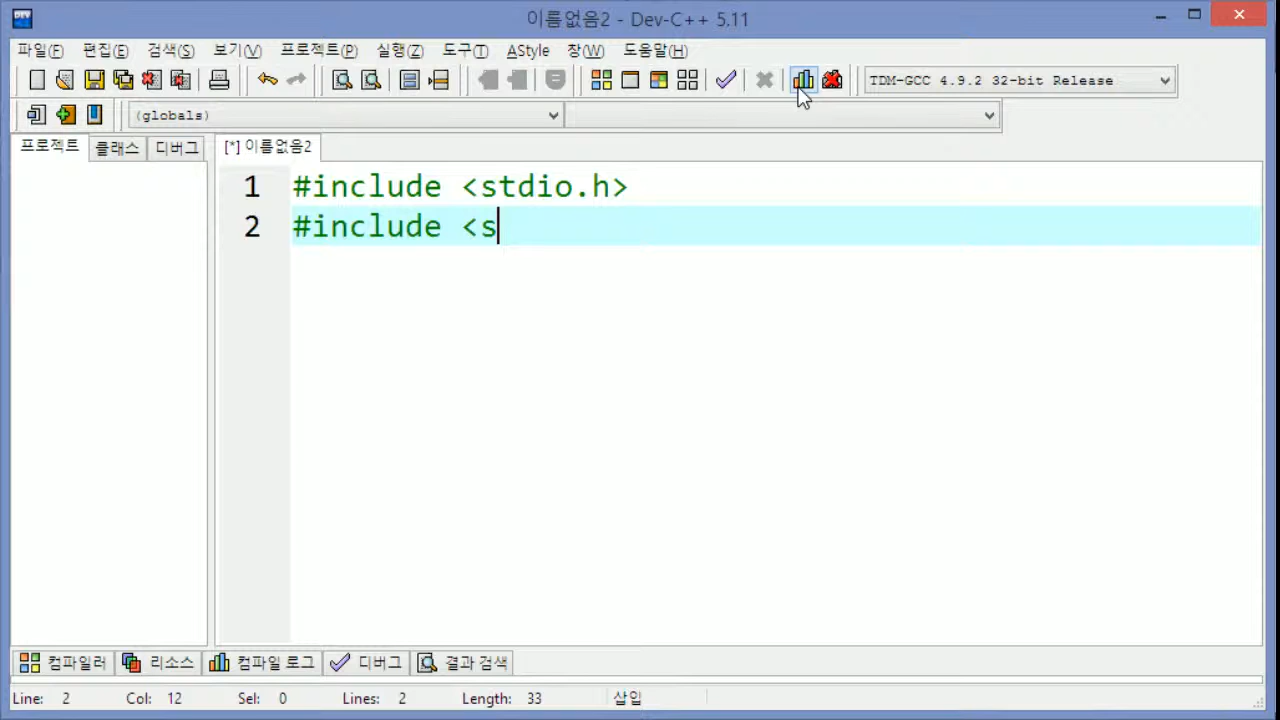 이름없음2 - Dev-C++ 5.11
파일(F) 편집(E) 검색(S) 보기(V) 프로젝트(P) 실행(Z) 도구(T) AStyle 창(W) 도움말(H)
TDM-GCC 4.9.2 32-bit Release
(globals)
프로젝트 클래스 디버그 [*] 이름없음2
1 #include <stdio.h>
2 #include <s
컴파일러 리소스 컴파일 로그 디버그 결과 검색
Line: 2 Col: 12 Sel: 0 Lines: 2 Length: 33 삽입